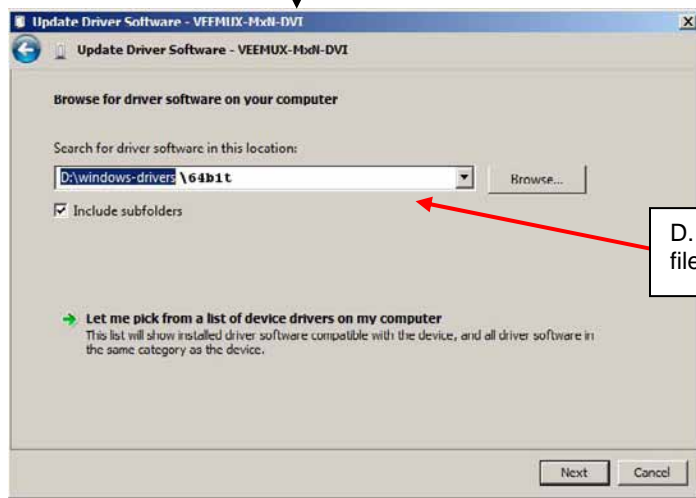 Update Driver Software - VEEMUX-MxN-DVI
Update Driver Software - VEEMUX-MxN-DVI
Browse for driver software on your computer
Search for driver software in this location:
D:\windows-drivers \64bit
Browse...
Include subfolders
D.
file
Let me pick from a list of device drivers on my computer
This list will show installed driver software compatible with the device, and all driver software in
the same category as the device.
Next
Cancel